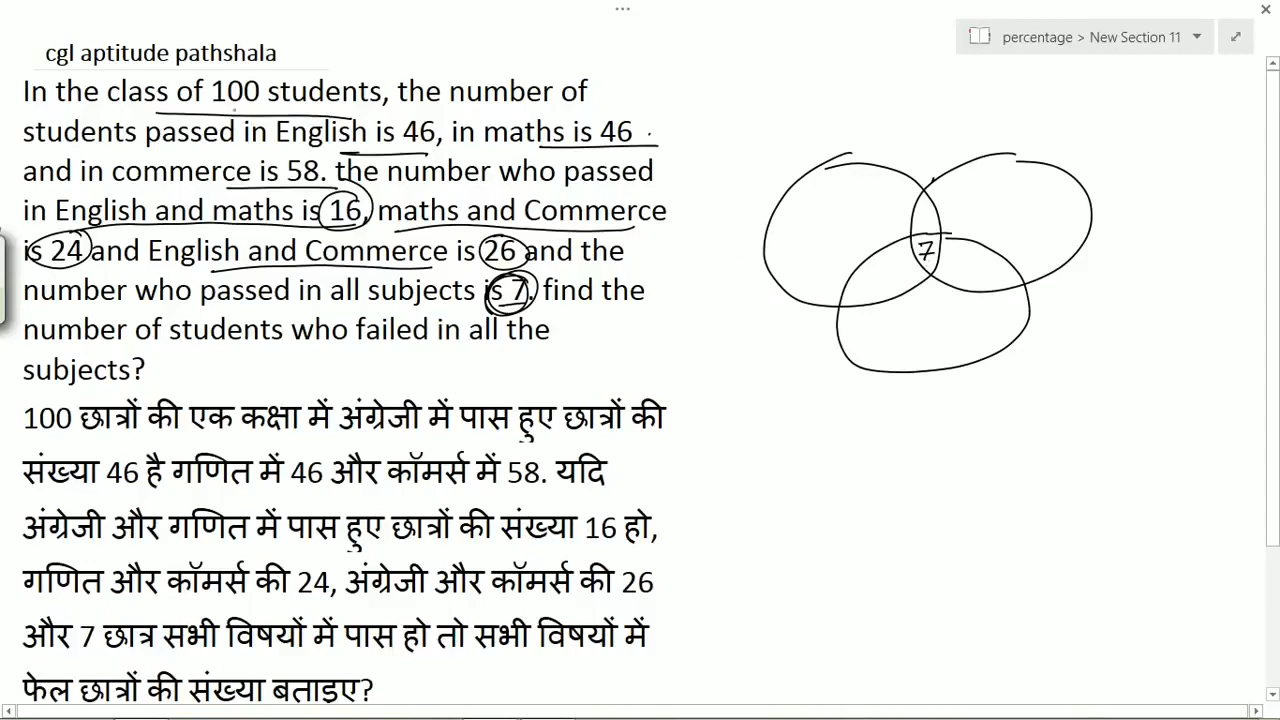 ...
percentage > New Section 11
cgl aptitude pathshala
In the class of 100 students, the number of
students passed in English is 46, in maths is 46
and in commerce is 58. the number who passed
in English and maths is 16, maths and Commerce
is 24 and English and Commerce is 26 and the
number who passed in all subjects is 7. find the
number of students who failed in all the
subjects?
7
100 छात्रों की एक कक्षा में अंग्रेजी में पास हुए छात्रों की
संख्या 46 है गणित में 46 और कॉमर्स में 58. यदि
अंग्रेजी और गणित में पास हुए छात्रों की संख्या 16 हो,
गणित और कॉमर्स की 24, अंग्रेजी और कॉमर्स की 26
और 7 छात्र सभी विषयों में पास हो तो सभी विषयों में
फेल छात्रों की संख्या बताइए?